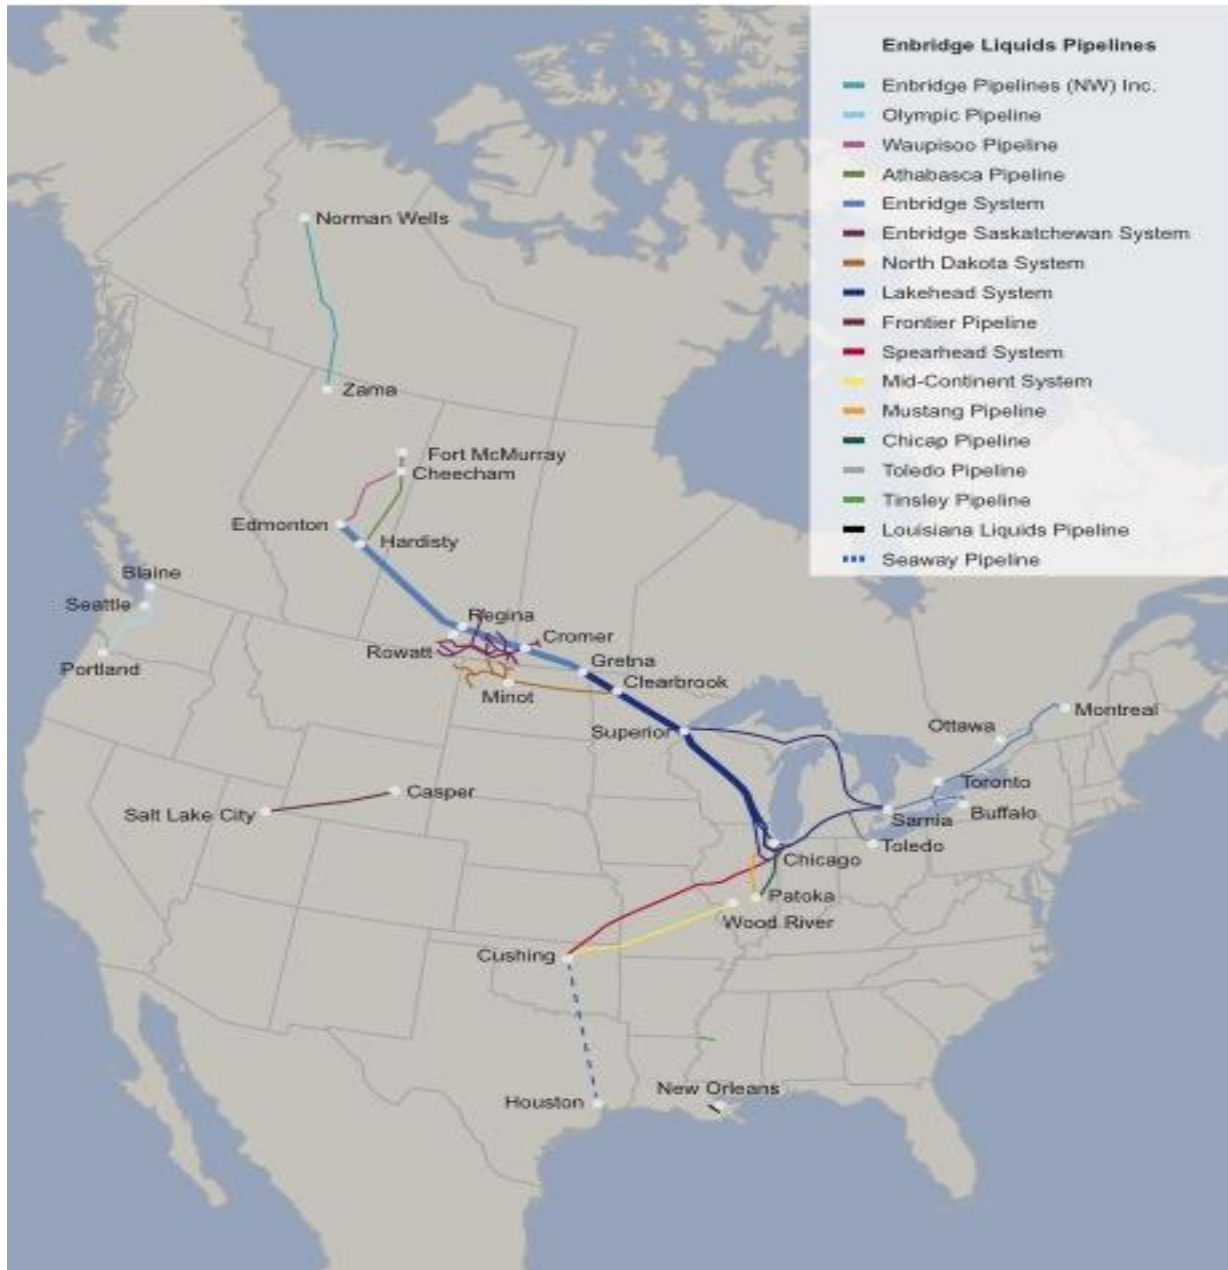 Enbridge Liquids Pipelines
Enbridge Pipelines (NW) Inc.
Olympic Pipeline
Waupisoo Pipeline
Athabasca Pipeline
Enbridge System
Enbridge Saskatchewan System
North Dakota System
Lakehead System
Frontier Pipeline
Spearhead System
Mid-Continent System
Mustang Pipeline
Chicap Pipeline
Toledo Pipeline
Tinsley Pipeline
Louisiana Liquids Pipeline
Seaway Pipeline
Norman Wells
Zama
Fort McMurray
Cheecham
Edmonton
Hardisty
Blaine
Seattle
Portland
Regina
Cromer
Rowatt
Gretna
Clearbrook
Minot
Superior
Montreal
Ottawa
Toronto
Casper
Salt Lake City
Buffalo
Sarnia
Toledo
Chicago
Patoka
Wood River
Cushing
New Orleans
Houston